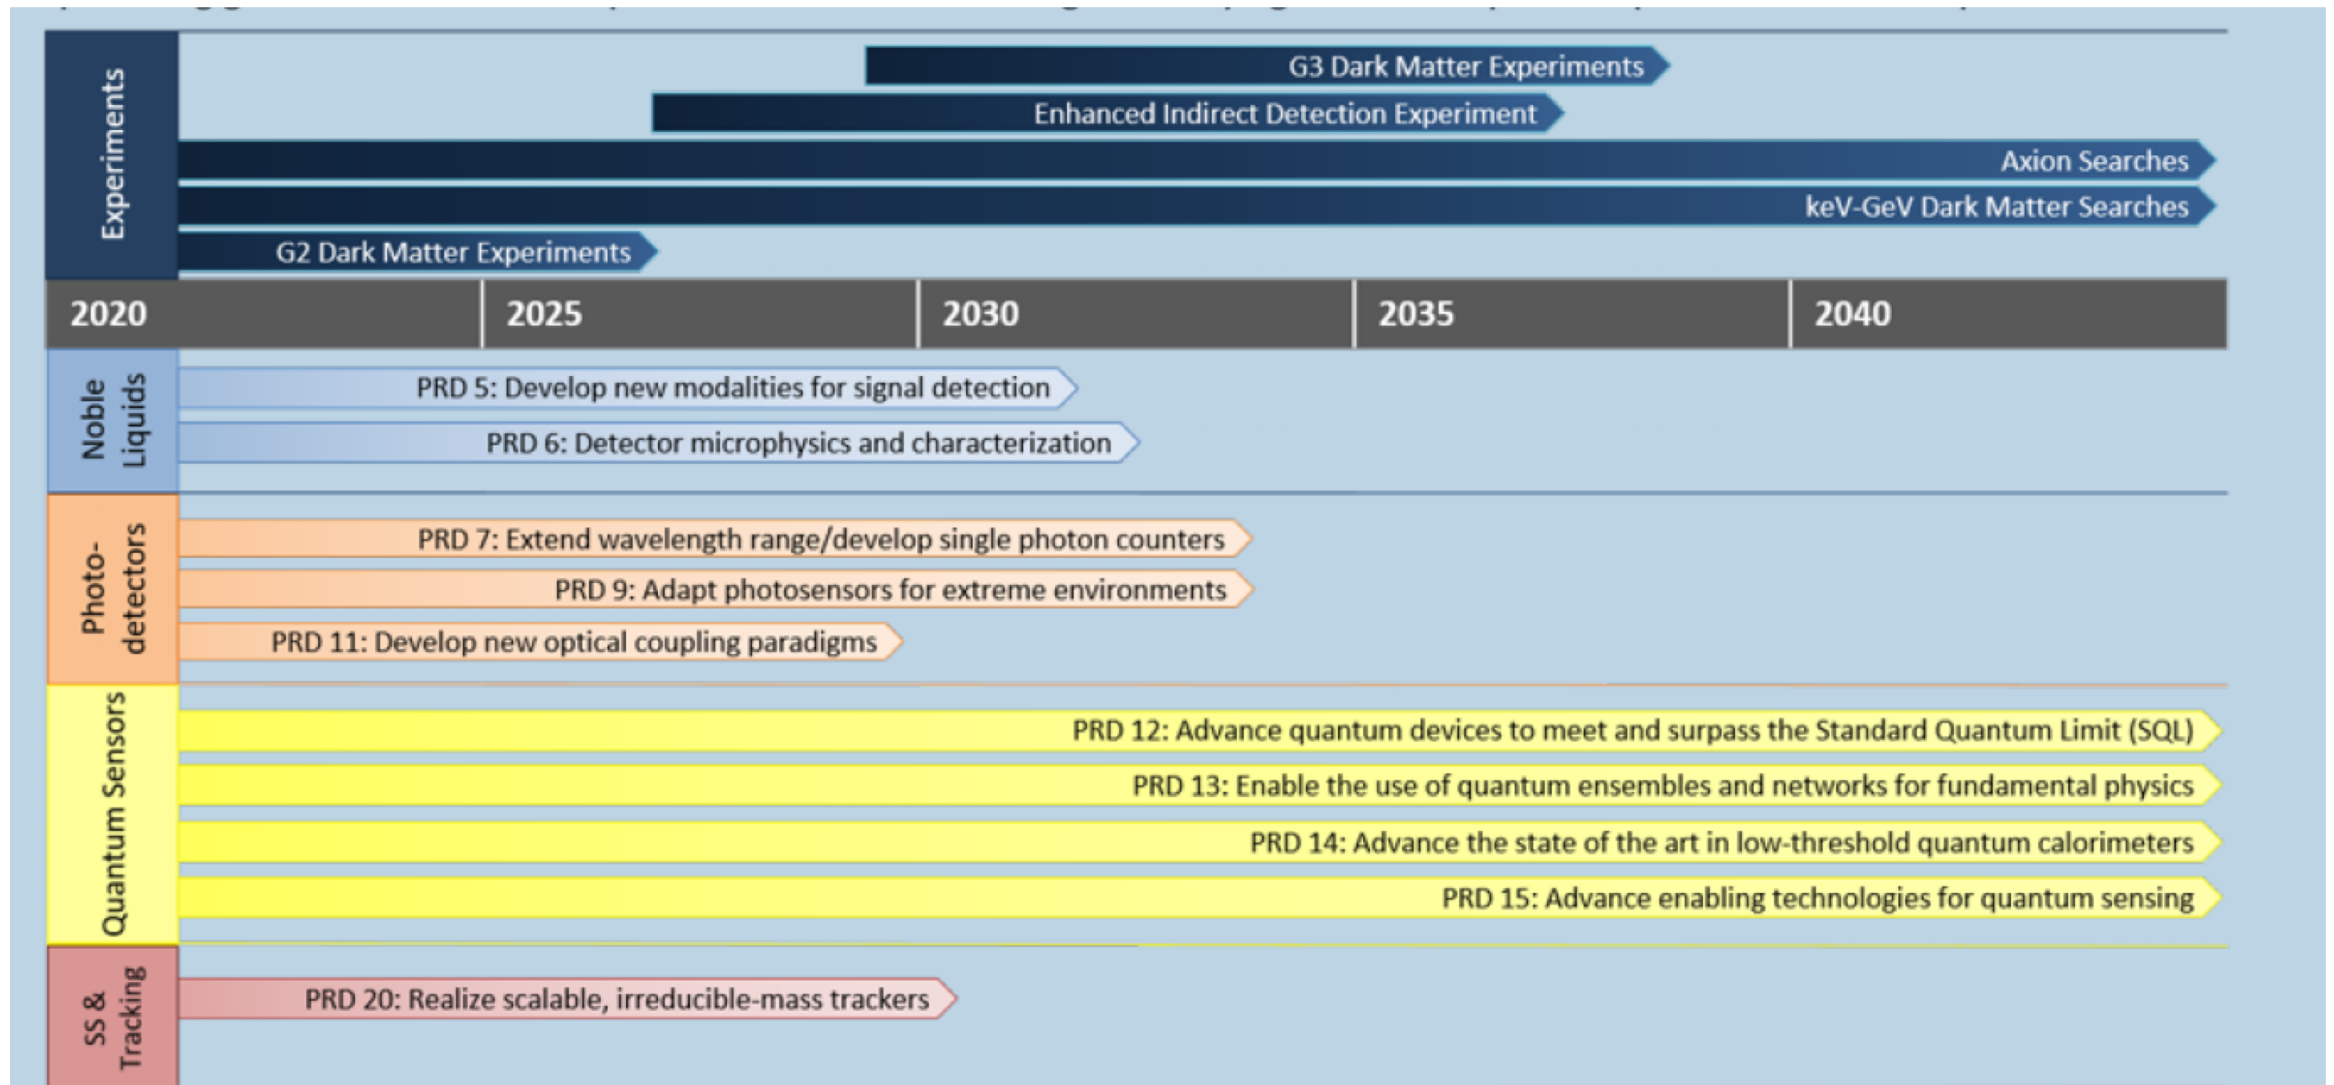 Experiments
G3 Dark Matter Experiments
Enhanced Indirect Detection Experiment
Axion Searches
keV-GeV Dark Matter Searches
G2 Dark Matter Experiments
2020 2025 2030 2035 2040
Noble
Liquids
PRD 5: Develop new modalities for signal detection
PRD 6: Detector microphysics and characterization
Photo-
detectors
PRD 7: Extend wavelength range/develop single photon counters
PRD 9: Adapt photosensors for extreme environments
PRD 11: Develop new optical coupling paradigms
Quantum Sensors
PRD 12: Advance quantum devices to meet and surpass the Standard Quantum Limit (SQL)
PRD 13: Enable the use of quantum ensembles and networks for fundamental physics
PRD 14: Advance the state of the art in low-threshold quantum calorimeters
PRD 15: Advance enabling technologies for quantum sensing
SS &
Tracking
PRD 20: Realize scalable, irreducible-mass trackers